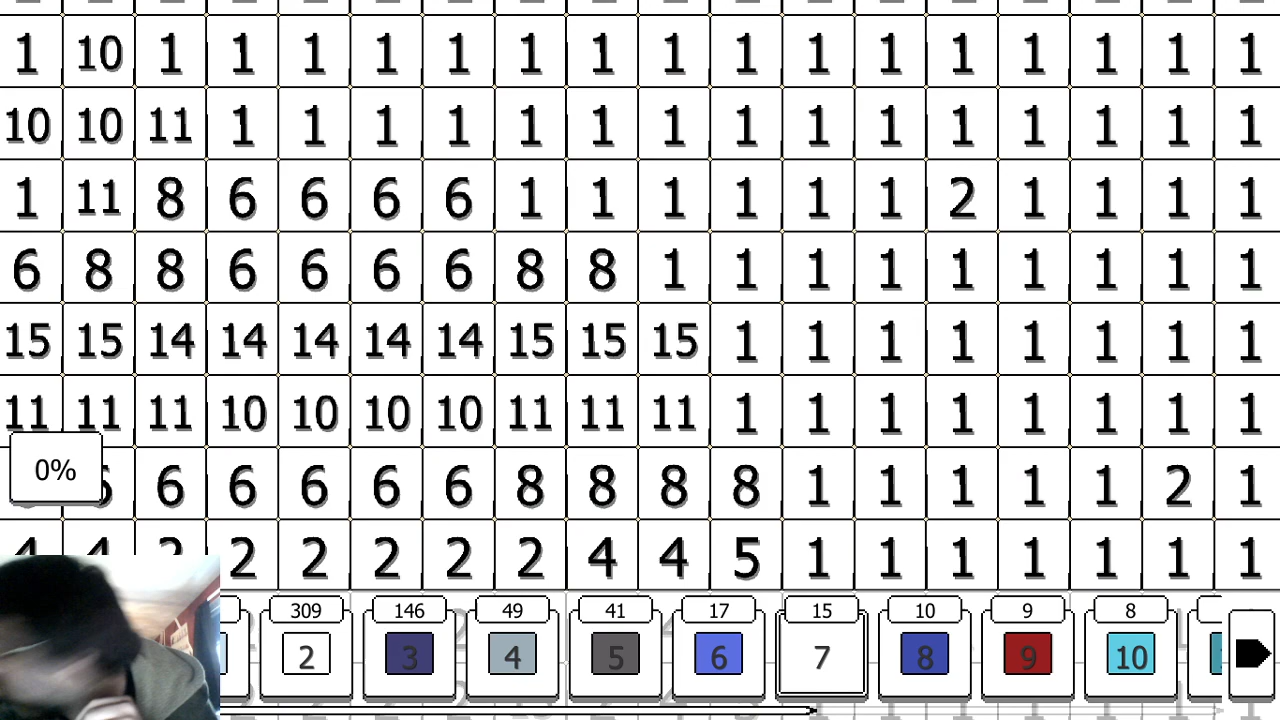 1 10 1 1 1 1 1 1 1 1 1 1 1 1 1 1 1 1
10 10 11 1 1 1 1 1 1 1 1 1 1 1 1 1 1 1
1 11 8 6 6 6 6 1 1 1 1 1 1 2 1 1 1 1
6 8 8 6 6 6 6 8 8 1 1 1 1 1 1 1 1 1
15 15 14 14 14 14 14 15 15 15 1 1 1 1 1 1 1 1
11 11 11 10 10 10 10 11 11 11 1 1 1 1 1 1 1 1
0% 6 6 6 6 6 8 8 8 8 1 1 1 1 1 2 1
4 4 2 2 2 2 2 2 4 4 5 1 1 1 1 1 1 1
309 146 49 41 17 15 10 9 8
2 3 4 5 6 7 8 9 10